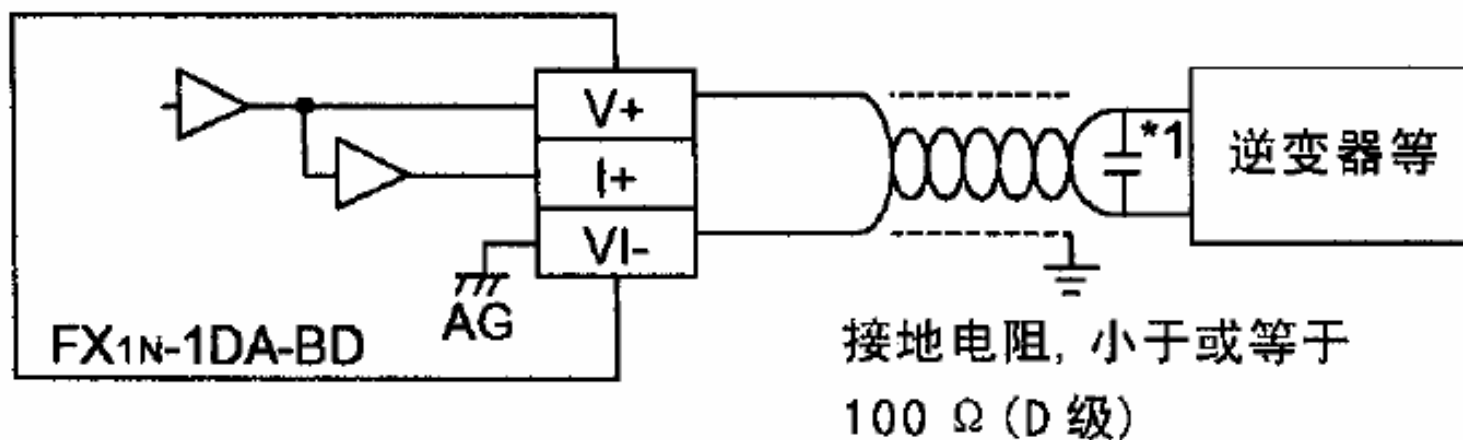 V+
I+
VI-
AG
FX1N-1DA-BD
*1
逆变器等
接地电阻, 小于或等于
100 Ω (D 级)